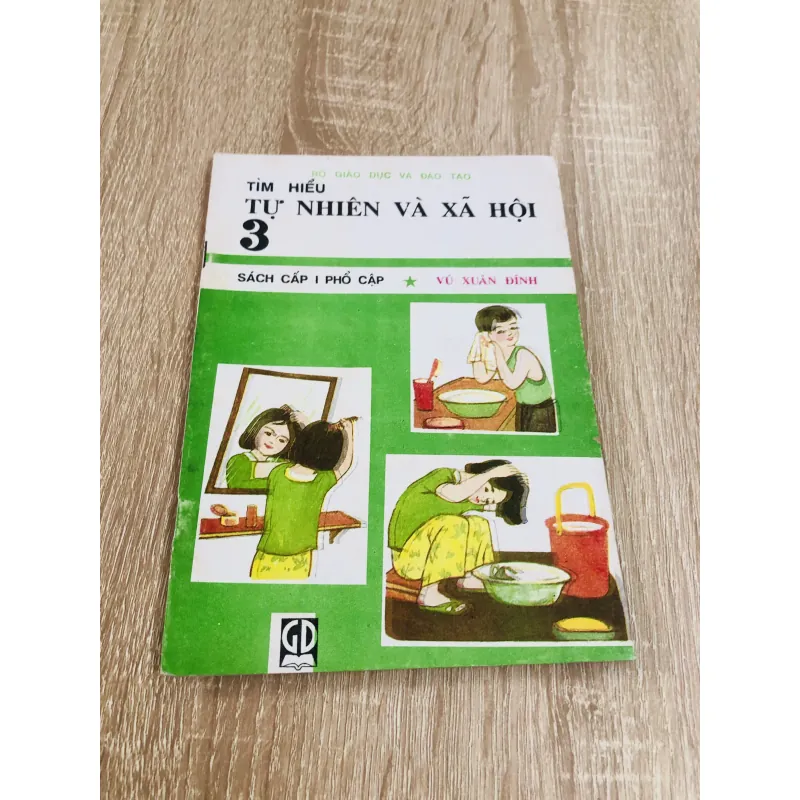 BỘ GIÁO DỤC VÀ ĐÀO TẠO
TÌM HIỂU
TỰ NHIÊN VÀ XÃ HỘI
3
SÁCH CẤP I PHỔ CẬP ★ VŨ XUÂN ĐĨNH
GD